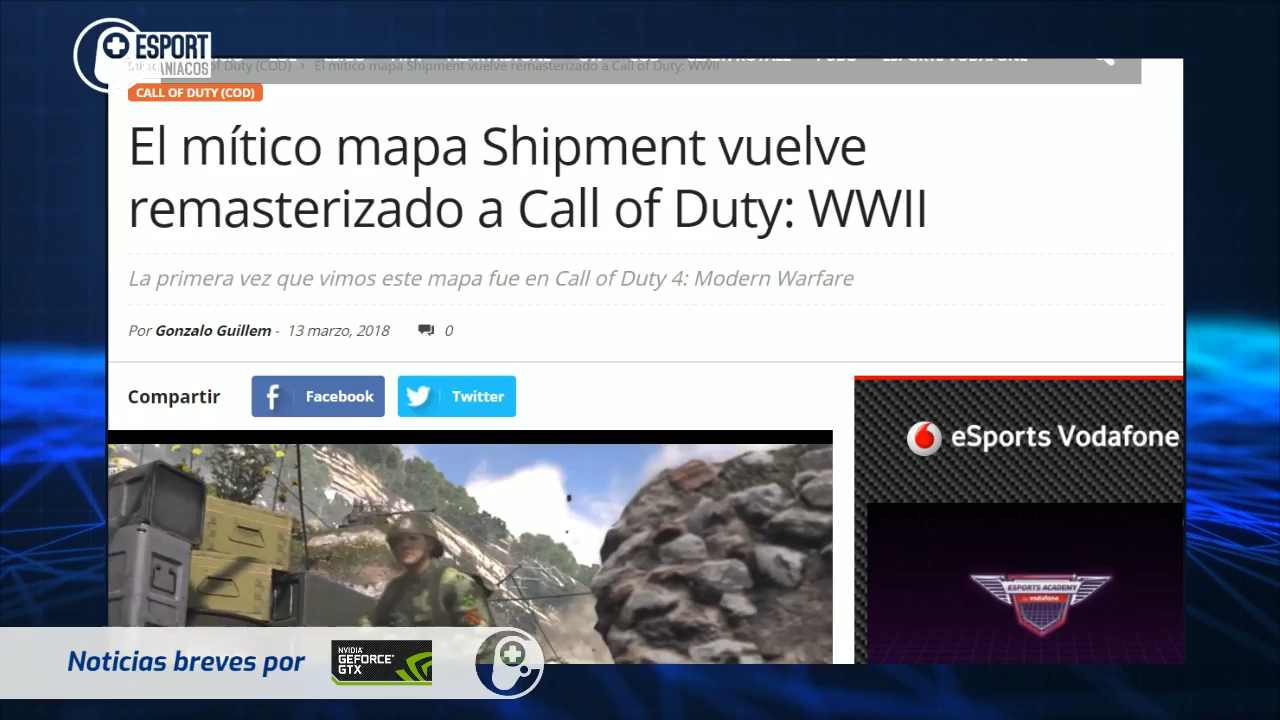 ESPORT
MANIACOS
of Duty (COD) › El mítico mapa Shipment vuelve remasterizado a Call of Duty: WWII
ESPORTS VODAFONE
CALL OF DUTY (COD)
El mítico mapa Shipment vuelve
remasterizado a Call of Duty: WWII
La primera vez que vimos este mapa fue en Call of Duty 4: Modern Warfare
Por Gonzalo Guillem - 13 marzo, 2018 0
Compartir
Facebook
Twitter
eSports Vodafone
ESPORTS ACADEMY
by vodafone
Noticias breves por
NVIDIA
GEFORCE
GTX